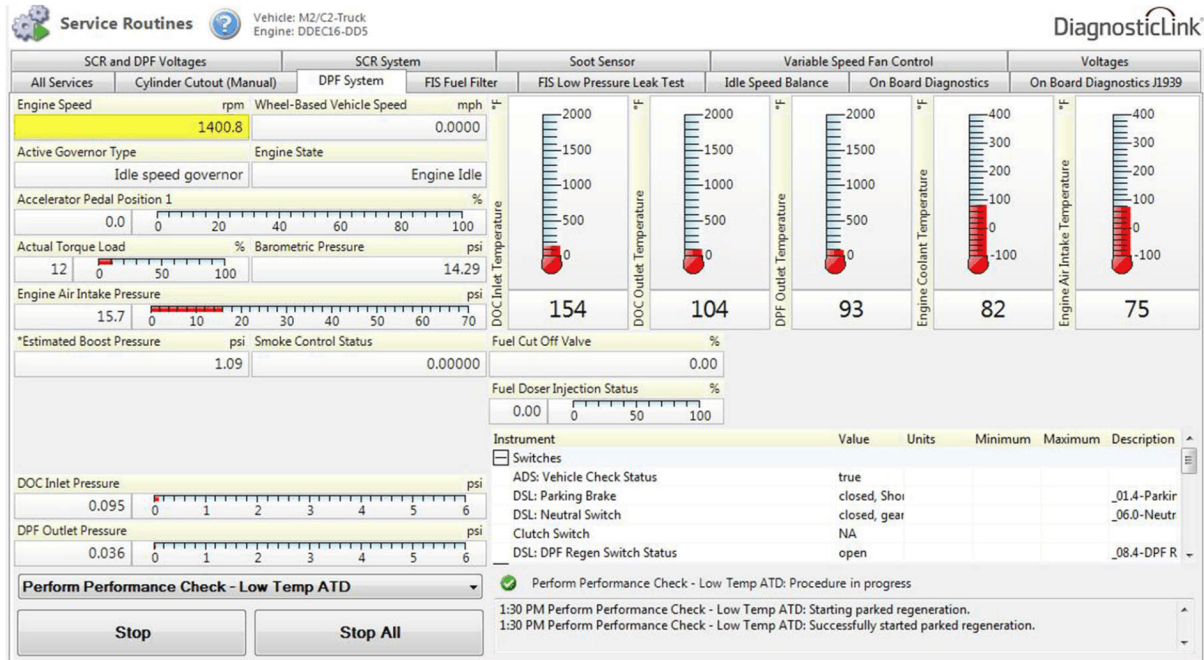 Service Routines
?
Vehicle: M2/C2-Truck
Engine: DDEC16-DD5
DiagnosticLink
SCR and DPF Voltages SCR System Soot Sensor Variable Speed Fan Control Voltages
All Services Cylinder Cutout (Manual) DPF System FIS Fuel Filter FIS Low Pressure Leak Test Idle Speed Balance On Board Diagnostics On Board Diagnostics J1939
Engine Speed rpm Wheel-Based Vehicle Speed mph
1400.8 0.0000
Active Governor Type Engine State
Idle speed governor Engine Idle
Accelerator Pedal Position 1 %
0.0 0 20 40 60 80 100
Actual Torque Load % Barometric Pressure psi
12 0 50 100 14.29
Engine Air Intake Pressure psi
15.7 0 10 20 30 40 50 60 70
*Estimated Boost Pressure psi Smoke Control Status
1.09 0.00000
DOC Inlet Pressure psi
0.095 0 1 2 3 4 5 6
DPF Outlet Pressure psi
0.036 0 1 2 3 4 5 6
Perform Performance Check - Low Temp ATD
Stop Stop All
DOC Inlet Temperature °F
2000
1500
1000
500
0
154
DOC Outlet Temperature °F
2000
1500
1000
500
0
104
DPF Outlet Temperature °F
2000
1500
1000
500
0
93
Engine Coolant Temperature °F
400
300
200
100
0
-100
82
Engine Air Intake Temperature °F
400
300
200
100
0
-100
75
Fuel Cut Off Valve %
0.00
Fuel Doser Injection Status %
0.00 0 50 100
Instrument Value Units Minimum Maximum Description
Switches
ADS: Vehicle Check Status true
DSL: Parking Brake closed, Shor _01.4-Parkir
DSL: Neutral Switch closed, gear _06.0-Neutr
Clutch Switch NA
DSL: DPF Regen Switch Status open _08.4-DPF R
Perform Performance Check - Low Temp ATD: Procedure in progress
1:30 PM Perform Performance Check - Low Temp ATD: Starting parked regeneration.
1:30 PM Perform Performance Check - Low Temp ATD: Successfully started parked regeneration.